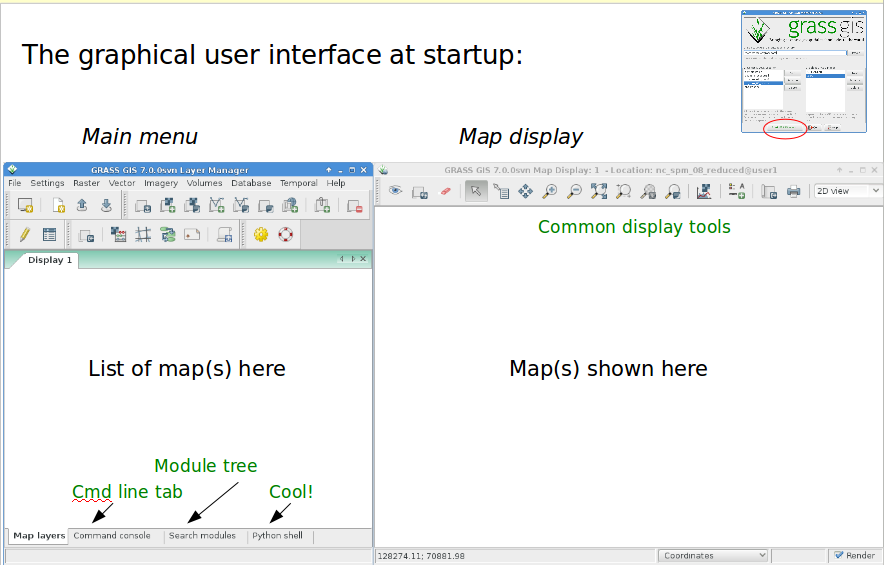 The graphical user interface at startup:
grass gis
Main menu
Map display
GRASS GIS 7.0.0svn Layer Manager
File Settings Raster Vector Imagery Volumes Database Temporal Help
Display 1
List of map(s) here
Module tree
Cmd line tab
Cool!
Map layers Command console Search modules Python shell
GRASS GIS 7.0.0svn Map Display: 1 - Location: nc_spm_08_reduced@user1
2D view
Common display tools
Map(s) shown here
128274.11; 70881.98
Coordinates
Render